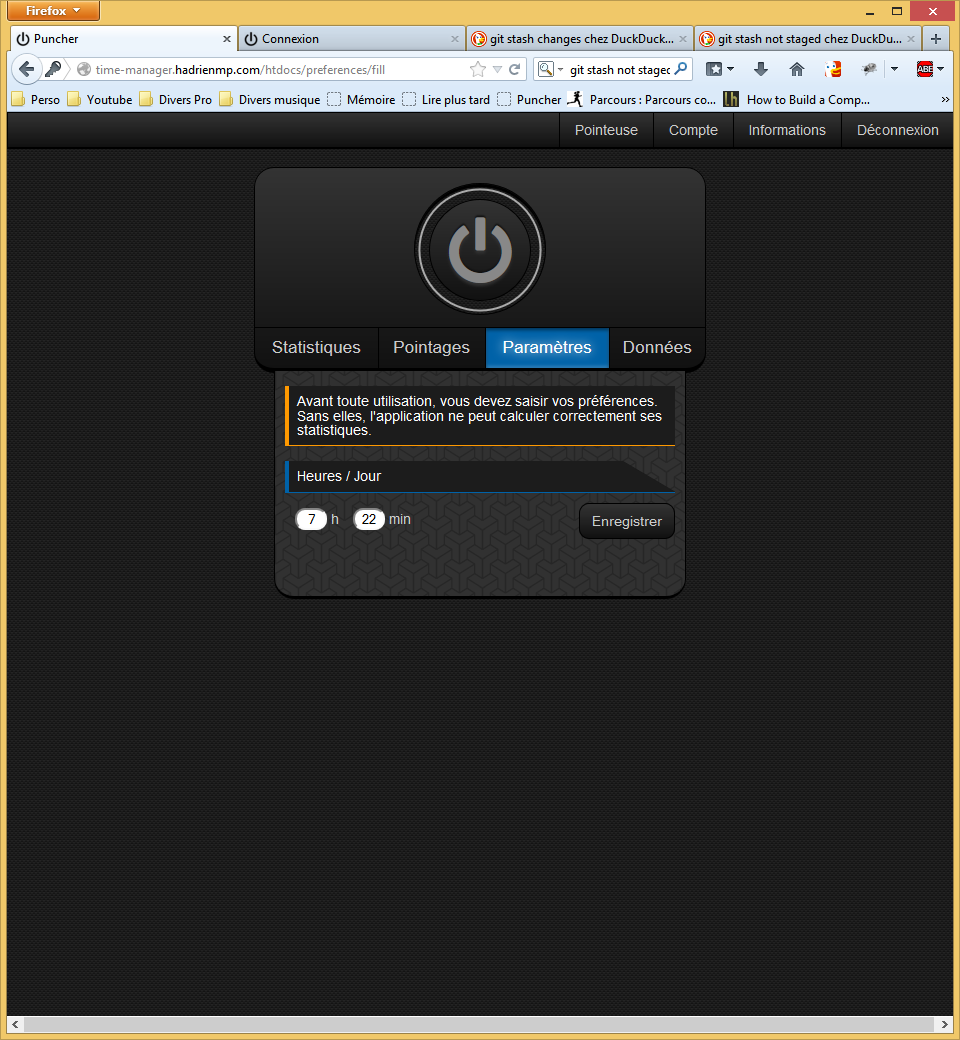 Firefox
Puncher
Connexion
git stash changes chez DuckDuck...
git stash not staged chez DuckDu...
time-manager.hadrienmp.com/htdocs/preferences/fill
git stash not staged
ABE
Perso
Youtube
Divers Pro
Divers musique
Mémoire
Lire plus tard
Puncher
Parcours : Parcours co...
lh
How to Build a Comp...
Pointeuse
Compte
Informations
Déconnexion
Statistiques
Pointages
Paramètres
Données
Avant toute utilisation, vous devez saisir vos préférences.
Sans elles, l'application ne peut calculer correctement ses
statistiques.
Heures / Jour
7 h 22 min
Enregistrer